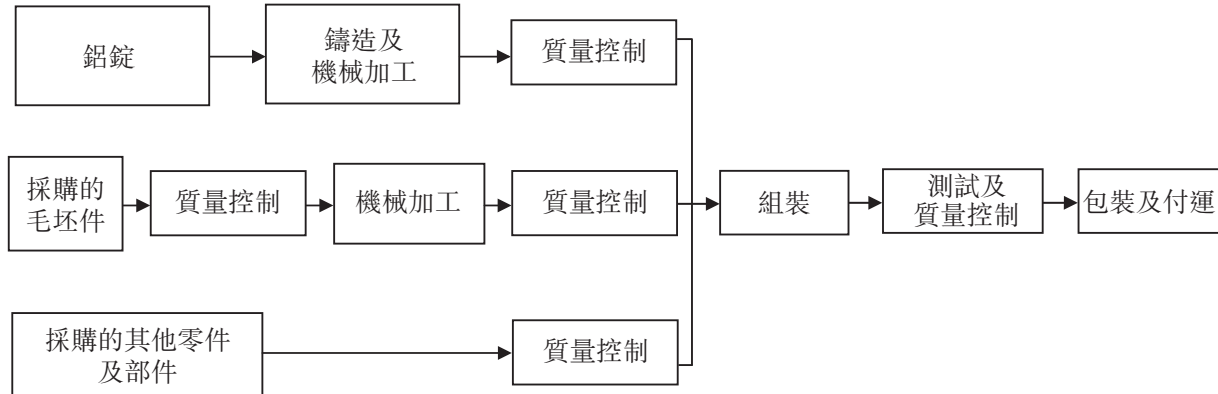 鋁錠
鑄造及
機械加工
質量控制
採購的
毛坯件
質量控制
機械加工
質量控制
組裝
測試及
質量控制
包裝及付運
採購的其他零件
及部件
質量控制